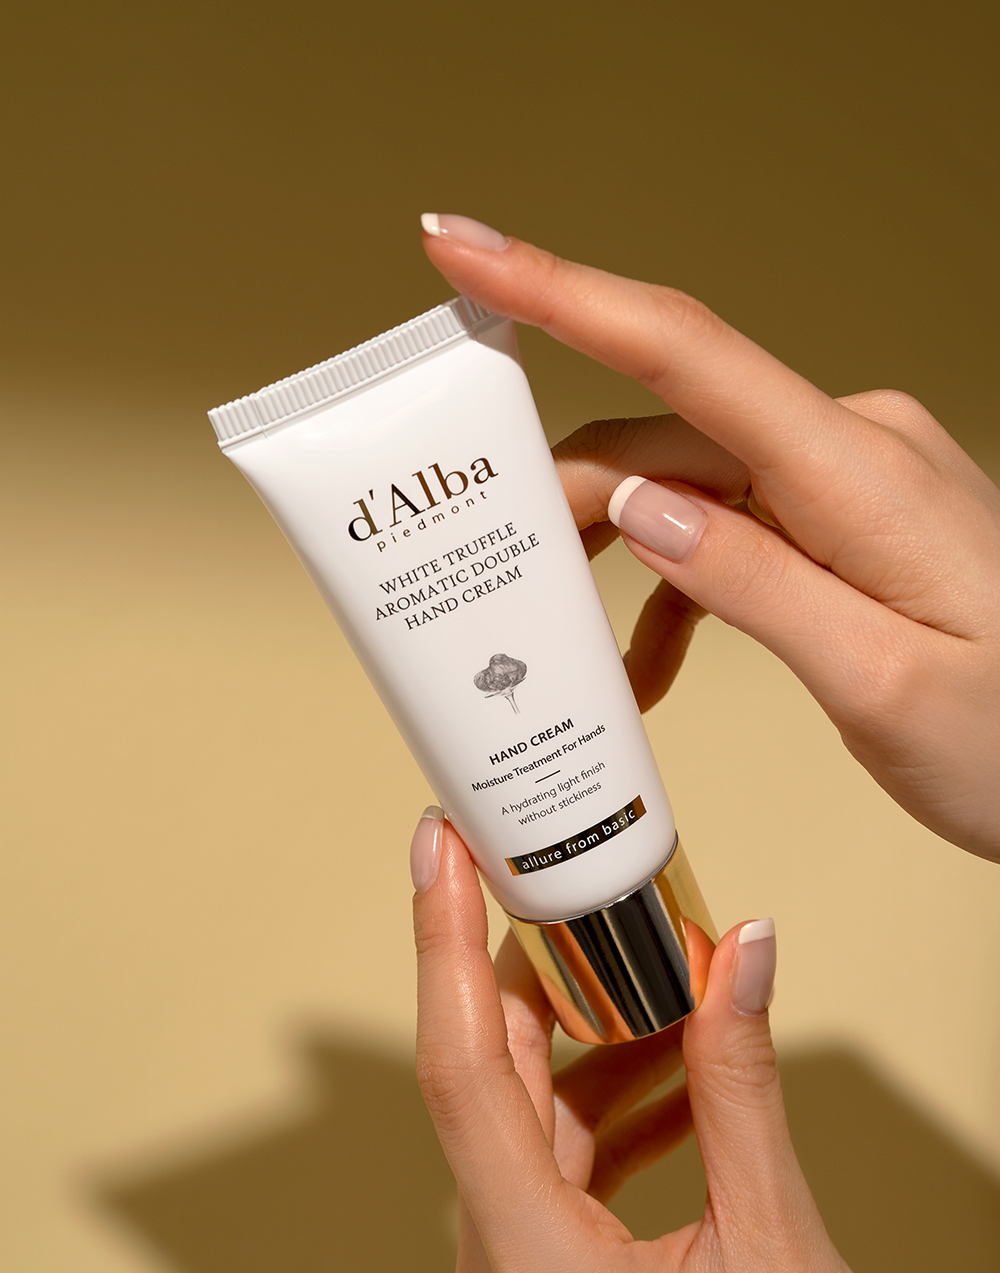 d'Alba
piedmont
WHITE TRUFFLE
AROMATIC DOUBLE
HAND CREAM
HAND CREAM
Moisture Treatment For Hands
A hydrating light finish
without stickiness
allure from basic